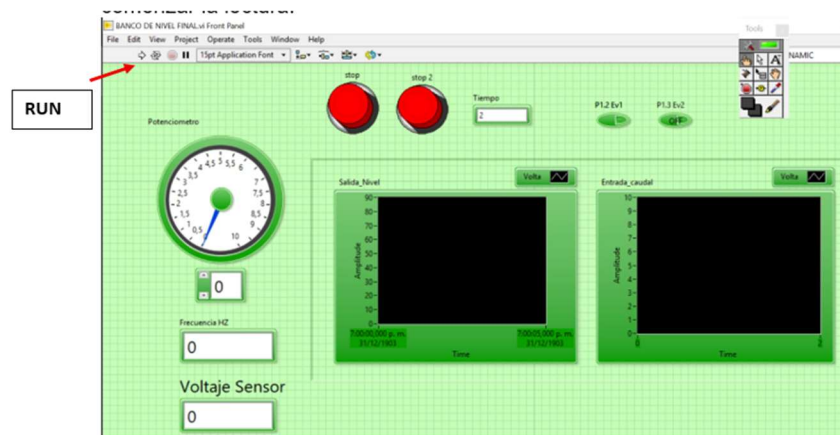 comenzar la lectura.
BANCO DE NIVEL FINAL.vi Front Panel
File Edit View Project Operate Tools Window Help
15pt Application Font
Tools
NAMIC
RUN
stop
stop 2
Tiempo
2
P1.2 Ev1
P1.3 Ev2
OFF
Potenciometro
0
0,5
1
1,5
2
2,5
3
3,5
4
4,5
5
5,5
6
7
7,5
8
8,5
9
10
0
Frecuencia HZ
0
Voltaje Sensor
0
Salida_Nivel
Volta
Amplitude
90
80
70
60
50
40
30
20
10
0
7:00:00,000 p. m.
31/12/1903
7:00:05,000 p. m.
31/12/1903
Time
Entrada_caudal
Volta
Amplitude
10
9
8
7
6
5
4
3
2
1
0
0
Time